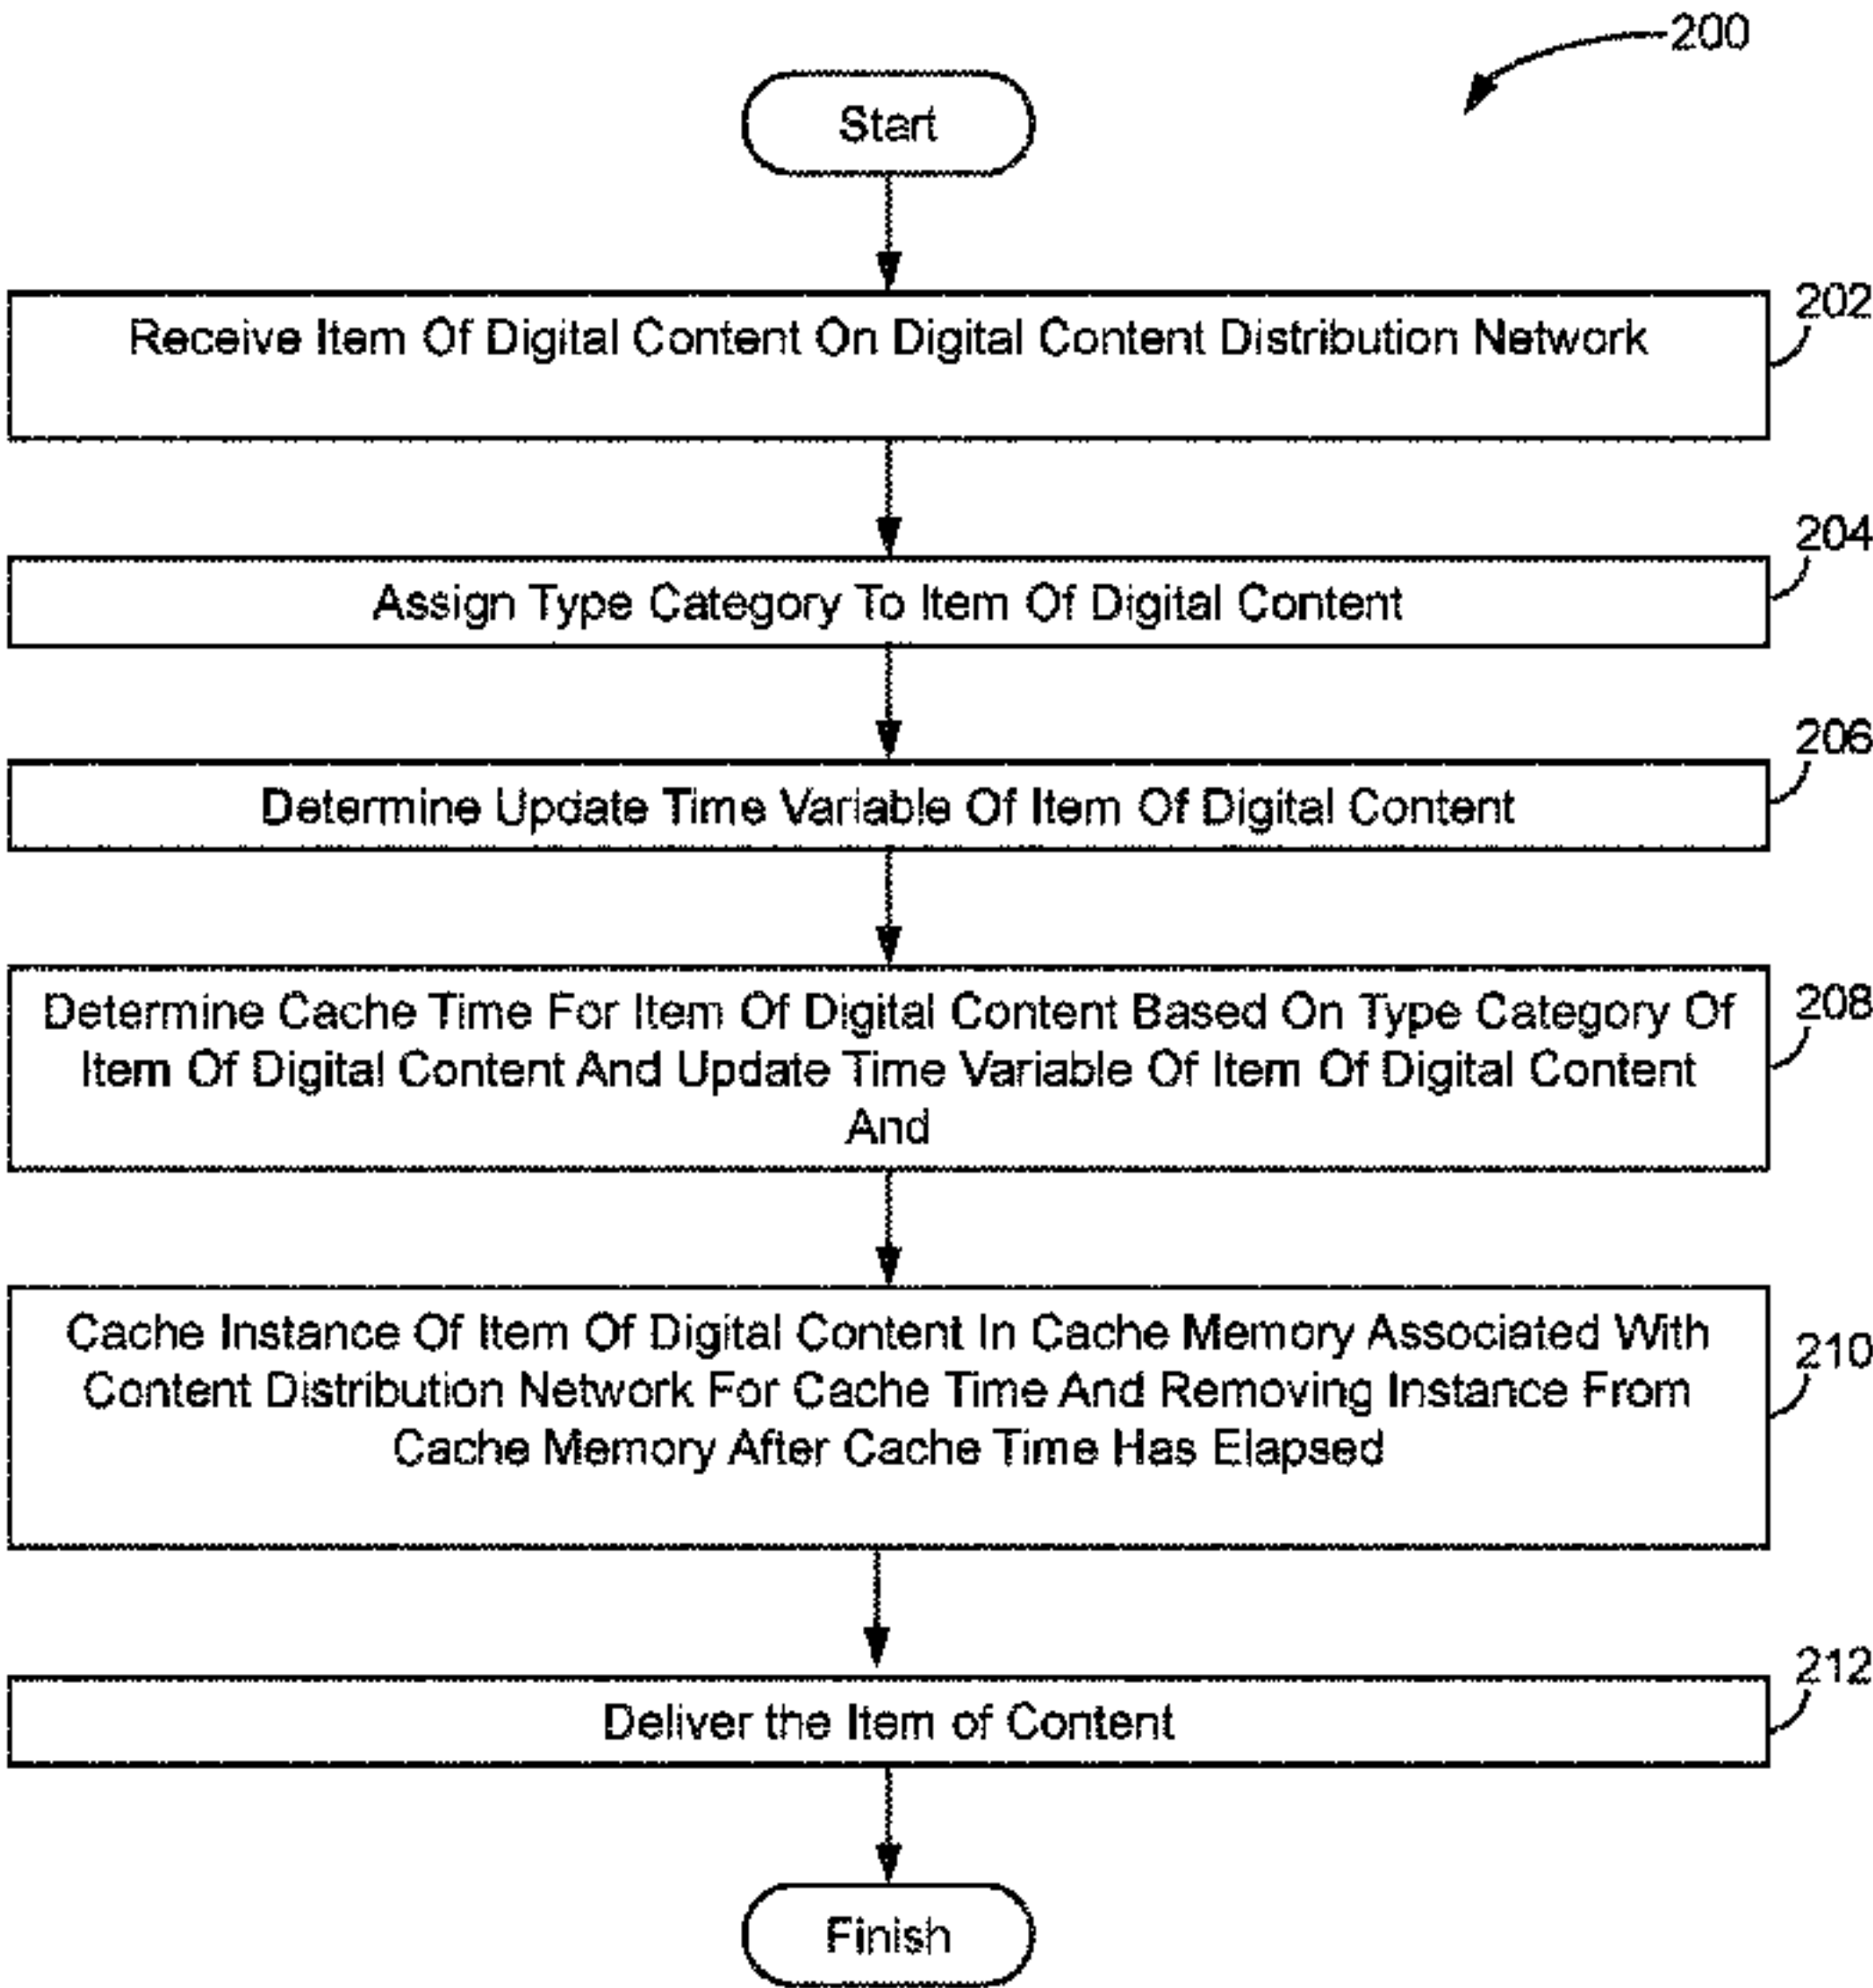 200
Start
202
Receive Item Of Digital Content On Digital Content Distribution Network
204
Assign Type Category To Item Of Digital Content
206
Determine Update Time Variable Of Item Of Digital Content
208
Determine Cache Time For Item Of Digital Content Based On Type Category Of
Item Of Digital Content And Update Time Variable Of Item Of Digital Content
And
210
Cache Instance Of Item Of Digital Content In Cache Memory Associated With
Content Distribution Network For Cache Time And Removing Instance From
Cache Memory After Cache Time Has Elapsed
212
Deliver the Item of Content
Finish